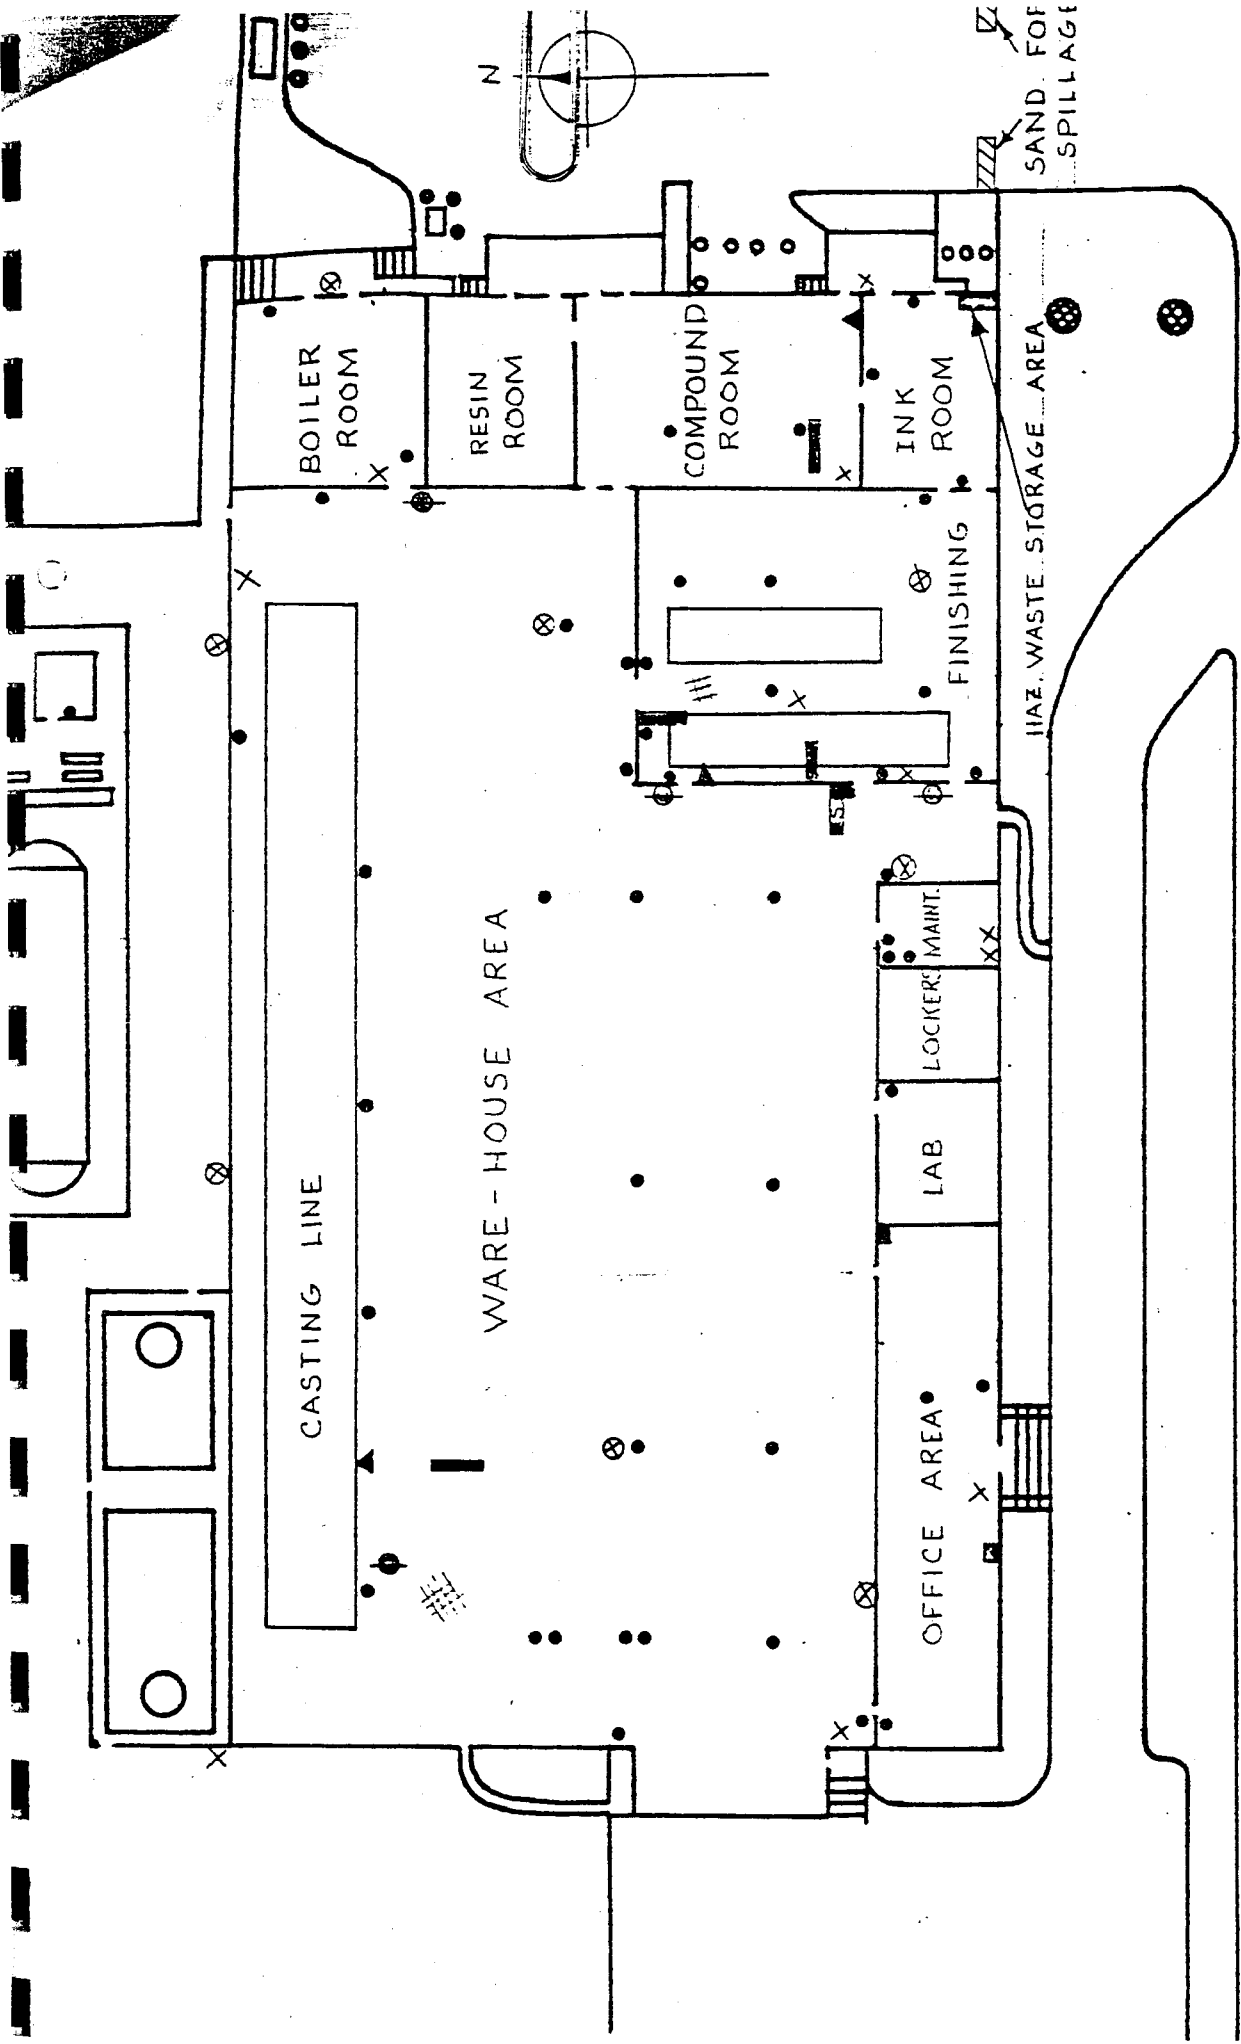 N
SAND FOR
SPILLAGE
BOILER
ROOM
RESIN
ROOM
COMPOUND
ROOM
INK
ROOM
HAZ. WASTE STORAGE AREA
FINISHING
E.S.
CASTING LINE
WARE-HOUSE AREA
MAINT.
LOCKERS
LAB
OFFICE AREA